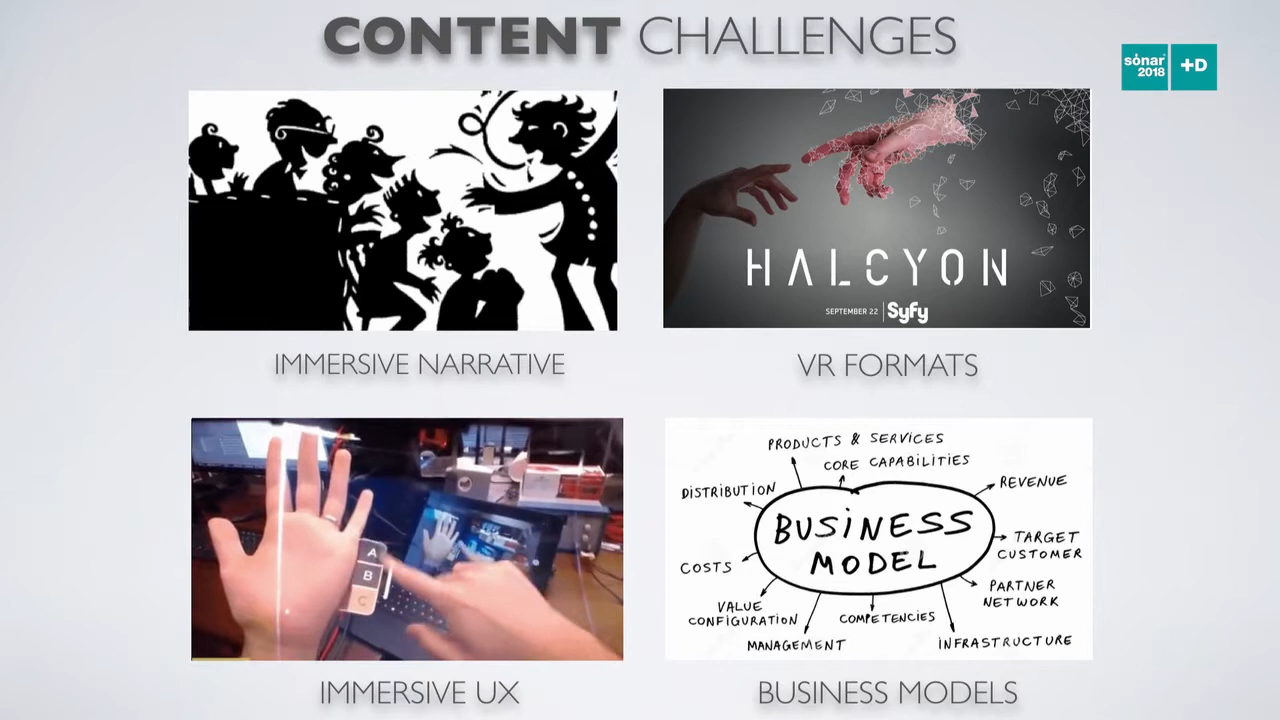 CONTENT CHALLENGES
sónar
2018
+D
HALCYON
SEPTEMBER 22 | Syfy
IMMERSIVE NARRATIVE
VR FORMATS
A
B
C
PRODUCTS & SERVICES
CORE CAPABILITIES
DISTRIBUTION
REVENUE
BUSINESS
MODEL
TARGET
CUSTOMER
COSTS
PARTNER
NETWORK
VALUE
CONFIGURATION
COMPETENCIES
MANAGEMENT
INFRASTRUCTURE
IMMERSIVE UX
BUSINESS MODELS